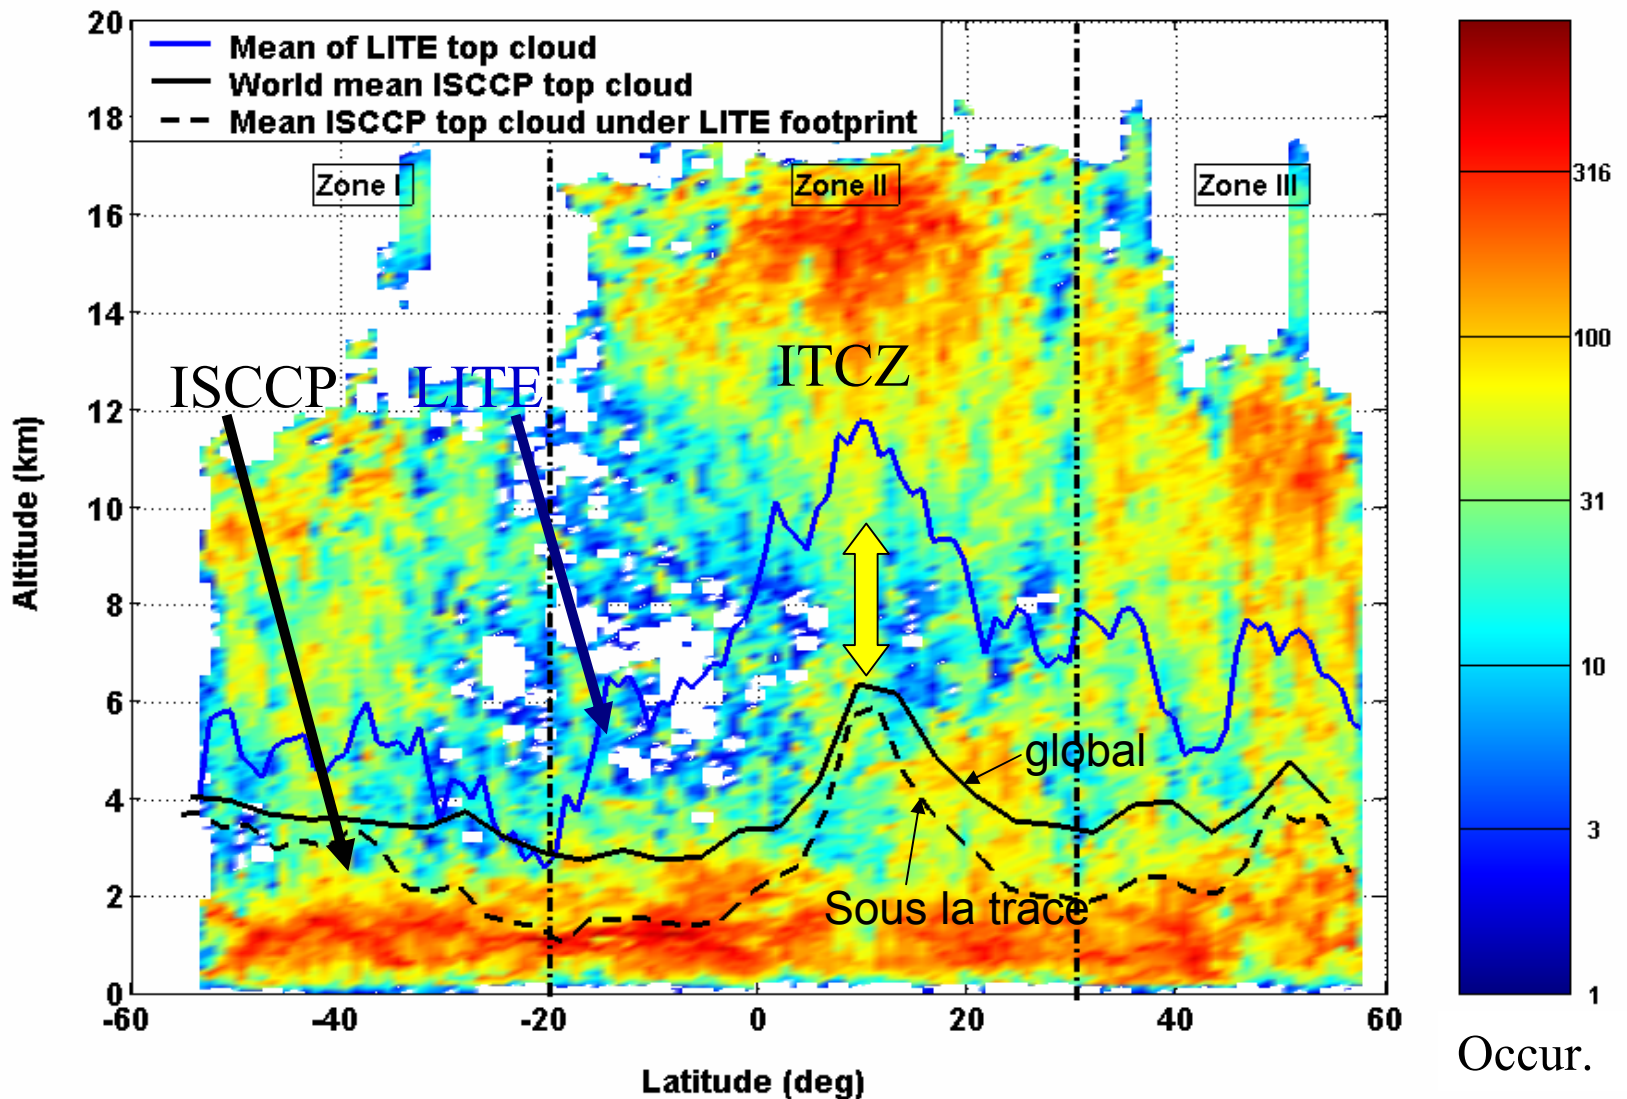 Mean of LITE top cloud
World mean ISCCP top cloud
Mean ISCCP top cloud under LITE footprint
Zone I
Zone II
Zone III
ISCCP
LITE
ITCZ
global
Sous la trace
20
18
16
14
12
10
8
6
4
2
0
Altitude (km)
-60
-40
-20
0
20
40
60
Latitude (deg)
316
100
31
10
3
1
Occur.